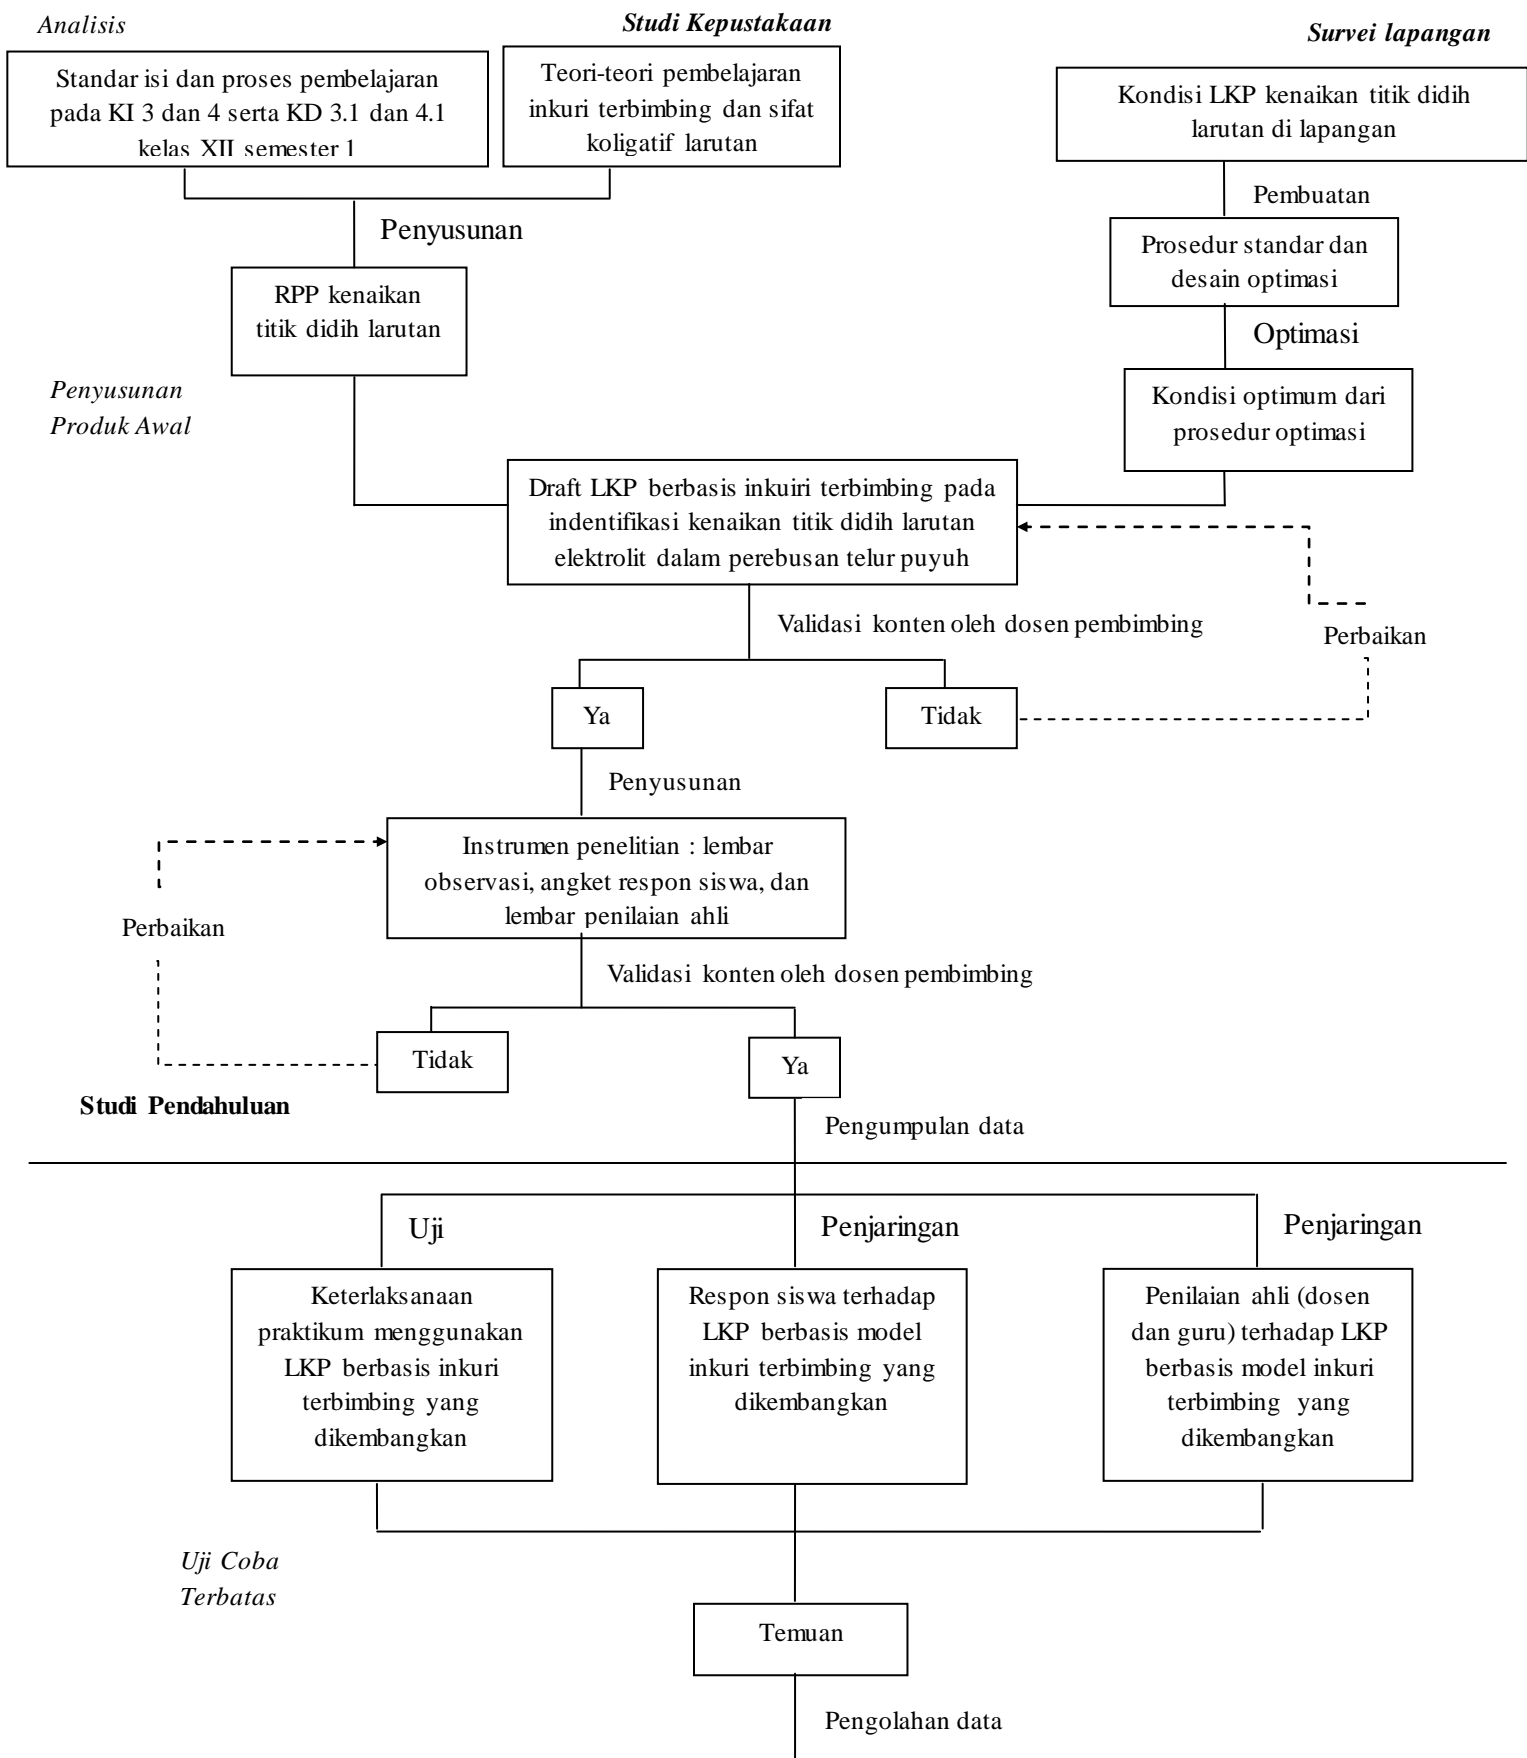 Analisis
Studi Kepustakaan
Survei lapangan
Standar isi dan proses pembelajaran
pada KI 3 dan 4 serta KD 3.1 dan 4.1
kelas XII semester 1
Teori-teori pembelajaran
inkuri terbimbing dan sifat
koligatif larutan
Kondisi LKP kenaikan titik didih
larutan di lapangan
Pembuatan
Penyusunan
Prosedur standar dan
desain optimasi
RPP kenaikan
titik didih larutan
Optimasi
Penyusunan
Produk Awal
Kondisi optimum dari
prosedur optimasi
Draft LKP berbasis inkuiri terbimbing pada
indentifikasi kenaikan titik didih larutan
elektrolit dalam perebusan telur puyuh
Validasi konten oleh dosen pembimbing
Perbaikan
Ya
Tidak
Penyusunan
Instrumen penelitian : lembar
observasi, angket respon siswa, dan
lembar penilaian ahli
Perbaikan
Validasi konten oleh dosen pembimbing
Tidak
Ya
Studi Pendahuluan
Pengumpulan data
Uji
Penjaringan
Penjaringan
Keterlaksanaan
praktikum menggunakan
LKP berbasis inkuri
terbimbing yang
dikembangkan
Respon siswa terhadap
LKP berbasis model
inkuri terbimbing yang
dikembangkan
Penilaian ahli (dosen
dan guru) terhadap LKP
berbasis model inkuri
terbimbing yang
dikembangkan
Uji Coba
Terbatas
Temuan
Pengolahan data